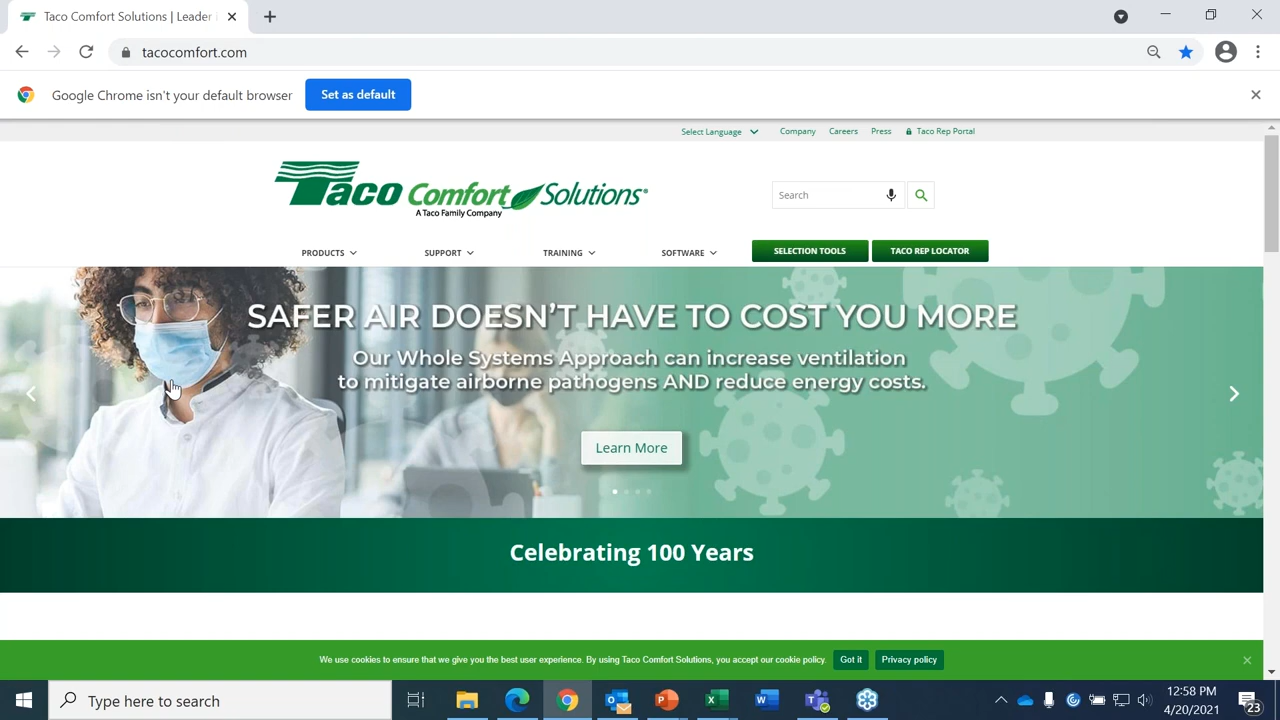 Taco Comfort Solutions | Leader i
tacocomfort.com
Google Chrome isn't your default browser
Set as default
Select Language
Company
Careers
Press
Taco Rep Portal
Taco Comfort Solutions®
A Taco Family Company
Search
PRODUCTS
SUPPORT
TRAINING
SOFTWARE
SELECTION TOOLS
TACO REP LOCATOR
SAFER AIR DOESN'T HAVE TO COST YOU MORE
Our Whole Systems Approach can increase ventilation
to mitigate airborne pathogens AND reduce energy costs.
Learn More
Celebrating 100 Years
We use cookies to ensure that we give you the best user experience. By using Taco Comfort Solutions, you accept our cookie policy.
Got it
Privacy policy
Type here to search
12:58 PM
4/20/2021
23